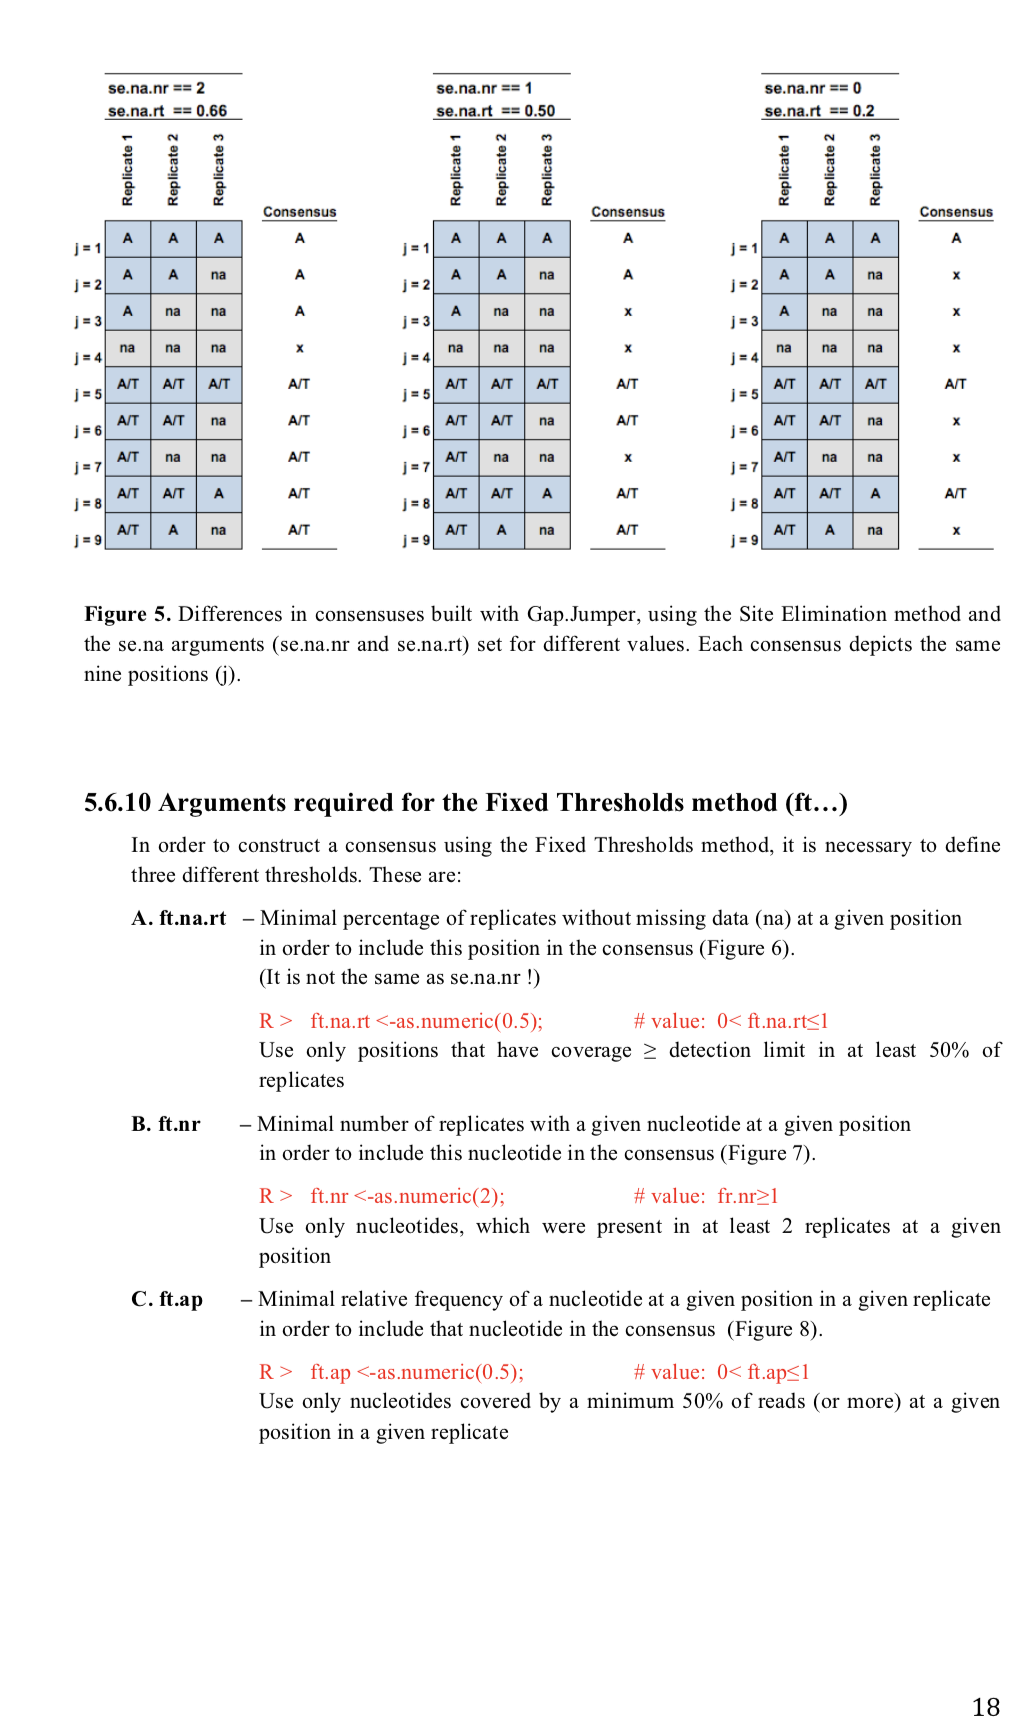 se.na.nr == 2
se.na.rt == 0.66
Replicate 1
Replicate 2
Replicate 3
Consensus
j = 1 A A A A
j = 2 A A na A
j = 3 A na na A
j = 4 na na na x
j = 5 A/T A/T A/T A/T
j = 6 A/T A/T na A/T
j = 7 A/T na na A/T
j = 8 A/T A/T A A/T
j = 9 A/T A na A/T
se.na.nr == 1
se.na.rt == 0.50
Replicate 1
Replicate 2
Replicate 3
Consensus
j = 1 A A A A
j = 2 A A na A
j = 3 A na na x
j = 4 na na na x
j = 5 A/T A/T A/T A/T
j = 6 A/T A/T na A/T
j = 7 A/T na na x
j = 8 A/T A/T A A/T
j = 9 A/T A na A/T
se.na.nr == 0
se.na.rt == 0.2
Replicate 1
Replicate 2
Replicate 3
Consensus
j = 1 A A A A
j = 2 A A na x
j = 3 A na na x
j = 4 na na na x
j = 5 A/T A/T A/T A/T
j = 6 A/T A/T na x
j = 7 A/T na na x
j = 8 A/T A/T A A/T
j = 9 A/T A na x
Figure 5. Differences in consensuses built with Gap.Jumper, using the Site Elimination method and
the se.na arguments (se.na.nr and se.na.rt) set for different values. Each consensus depicts the same
nine positions (j).
5.6.10 Arguments required for the Fixed Thresholds method (ft…)
In order to construct a consensus using the Fixed Thresholds method, it is necessary to define
three different thresholds. These are:
A. ft.na.rt – Minimal percentage of replicates without missing data (na) at a given position
in order to include this position in the consensus (Figure 6).
(It is not the same as se.na.nr !)
R > ft.na.rt <-as.numeric(0.5); # value: 0< ft.na.rt≤1
Use only positions that have coverage ≥ detection limit in at least 50% of
replicates
B. ft.nr – Minimal number of replicates with a given nucleotide at a given position
in order to include this nucleotide in the consensus (Figure 7).
R > ft.nr <-as.numeric(2); # value: fr.nr≥1
Use only nucleotides, which were present in at least 2 replicates at a given
position
C. ft.ap – Minimal relative frequency of a nucleotide at a given position in a given replicate
in order to include that nucleotide in the consensus (Figure 8).
R > ft.ap <-as.numeric(0.5); # value: 0< ft.ap≤1
Use only nucleotides covered by a minimum 50% of reads (or more) at a given
position in a given replicate
18